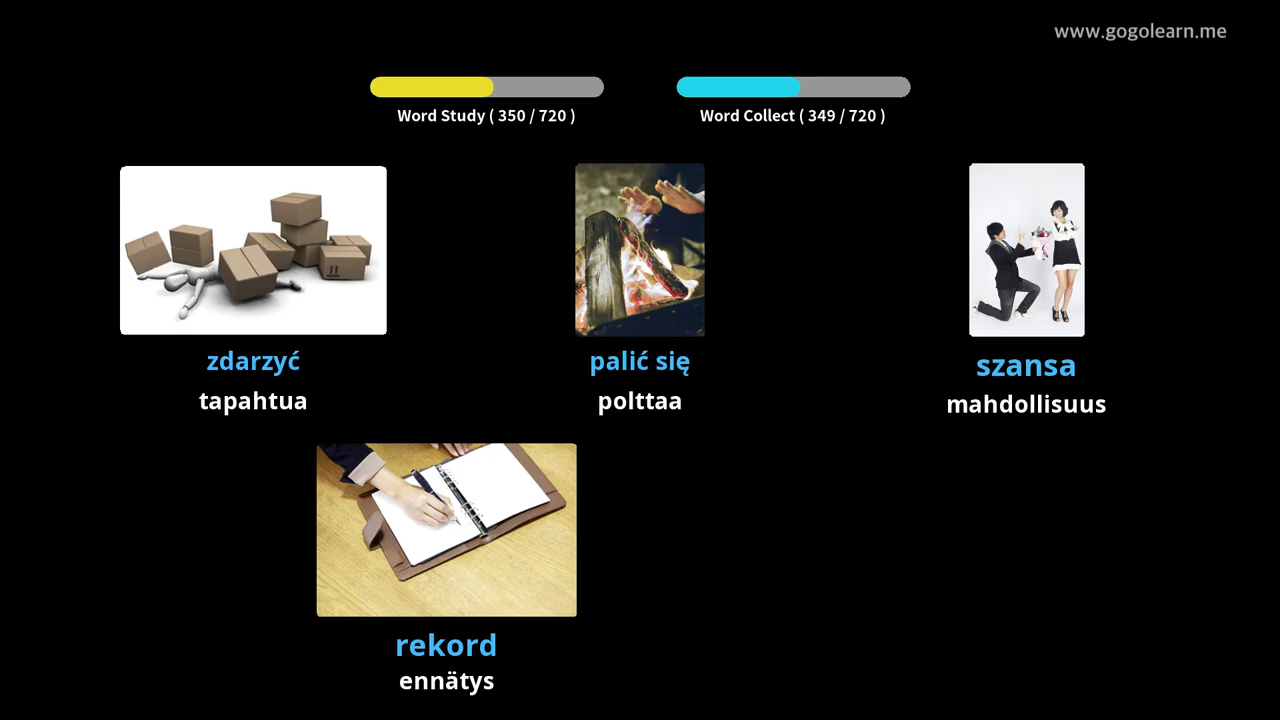 www.gogolearn.me
Word Study ( 350 / 720 )
Word Collect ( 349 / 720 )
zdarzyć
tapahtua
palić się
polttaa
szansa
mahdollisuus
rekord
ennätys